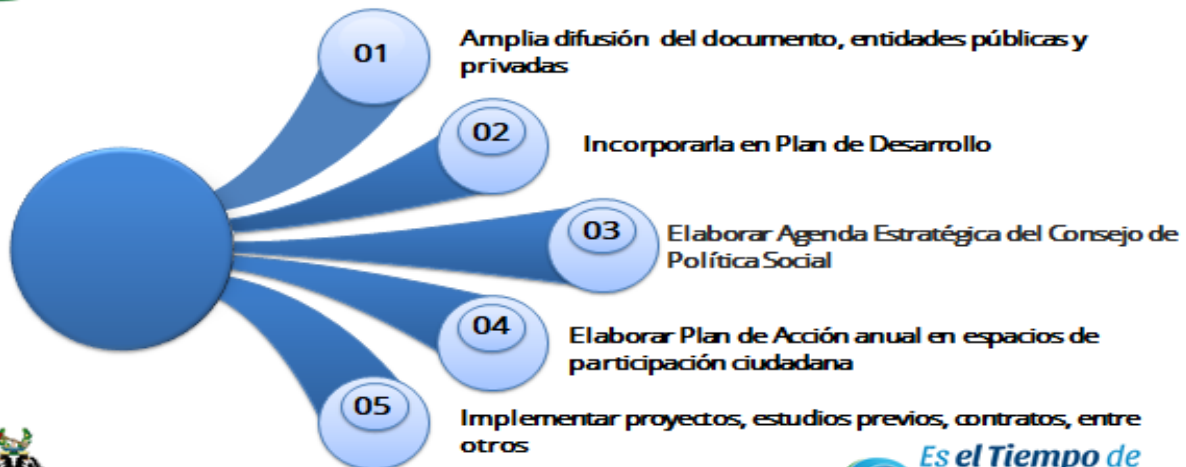 01
Amplia difusión del documento, entidades públicas y
privadas
02
Incorporarla en Plan de Desarrollo
03
Elaborar Agenda Estratégica del Consejo de
Política Social
04
Elaborar Plan de Acción anual en espacios de
participación ciudadana
05
Implementar proyectos, estudios previos, contratos, entre
otros
Es el Tiempo de